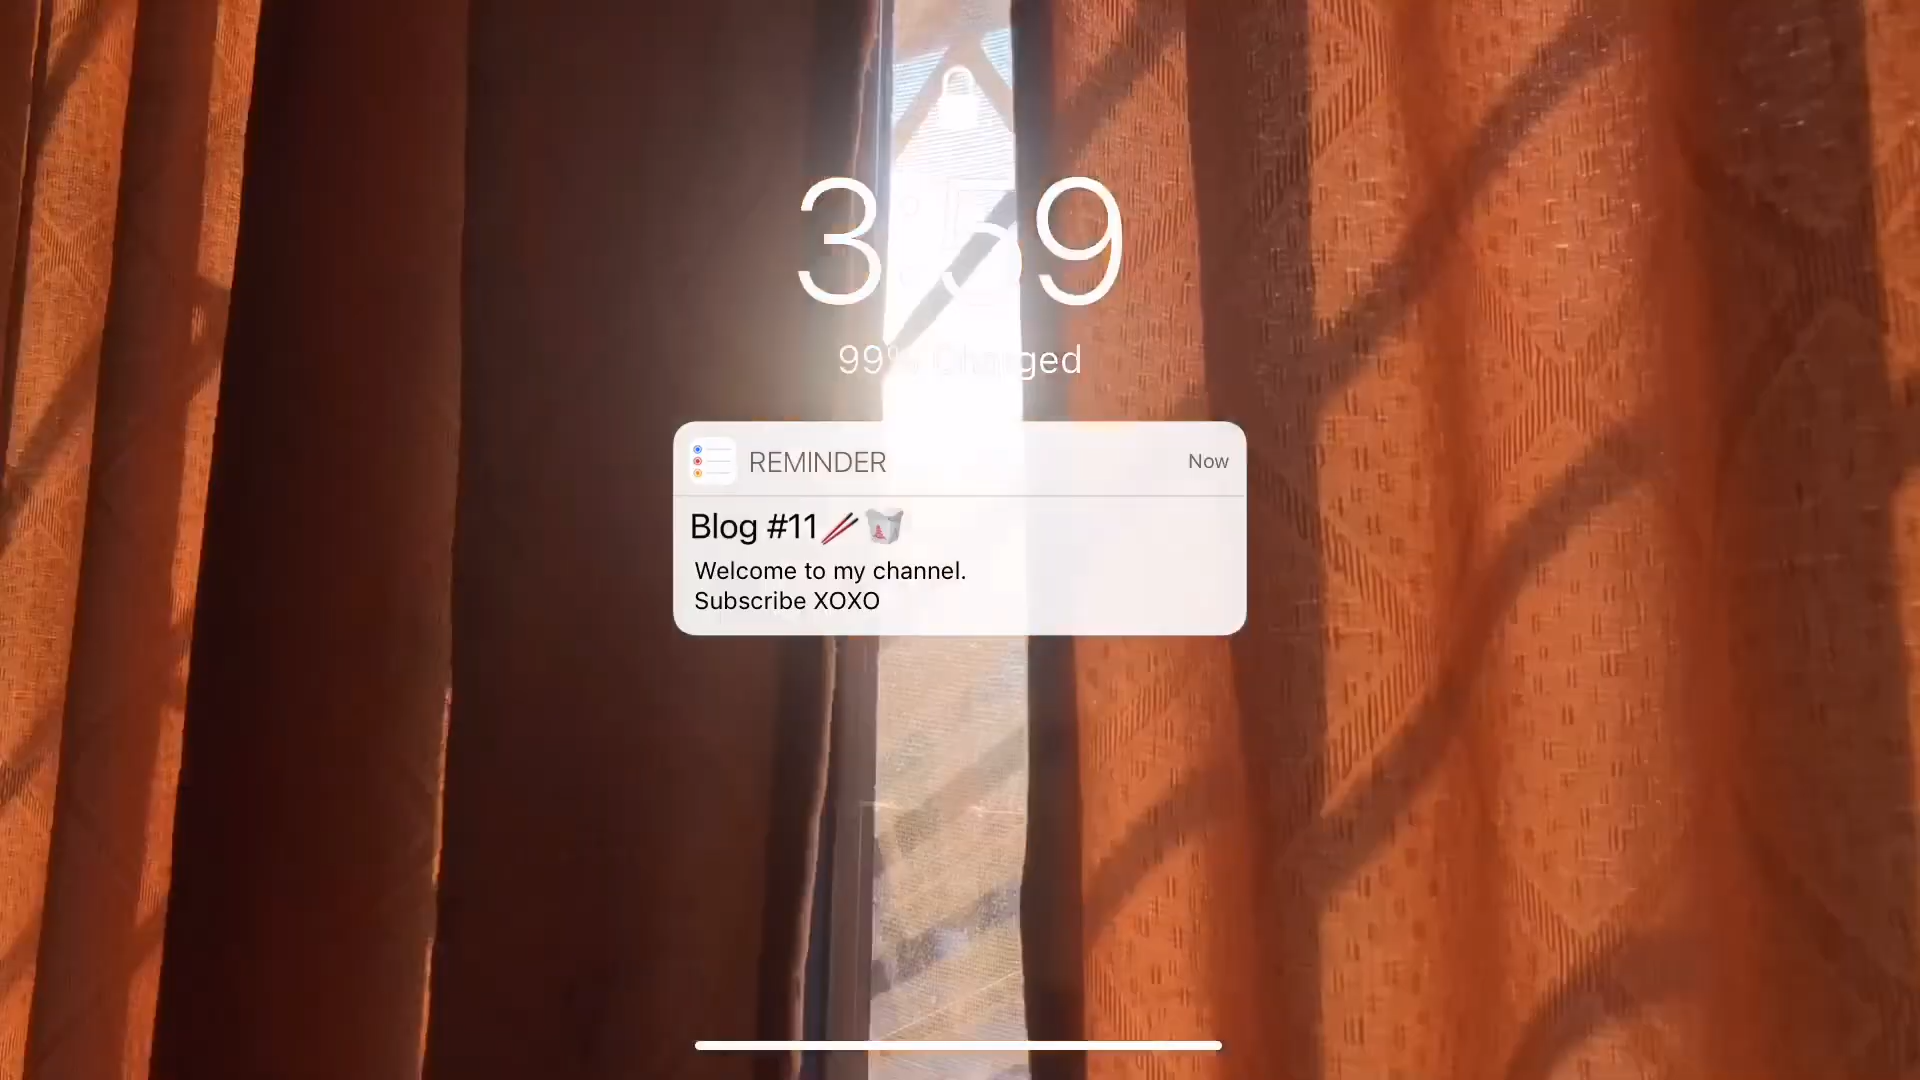 3:59
99% Charged
REMINDER
Now
Blog #11🥢🥡
Welcome to my channel.
Subscribe XOXO